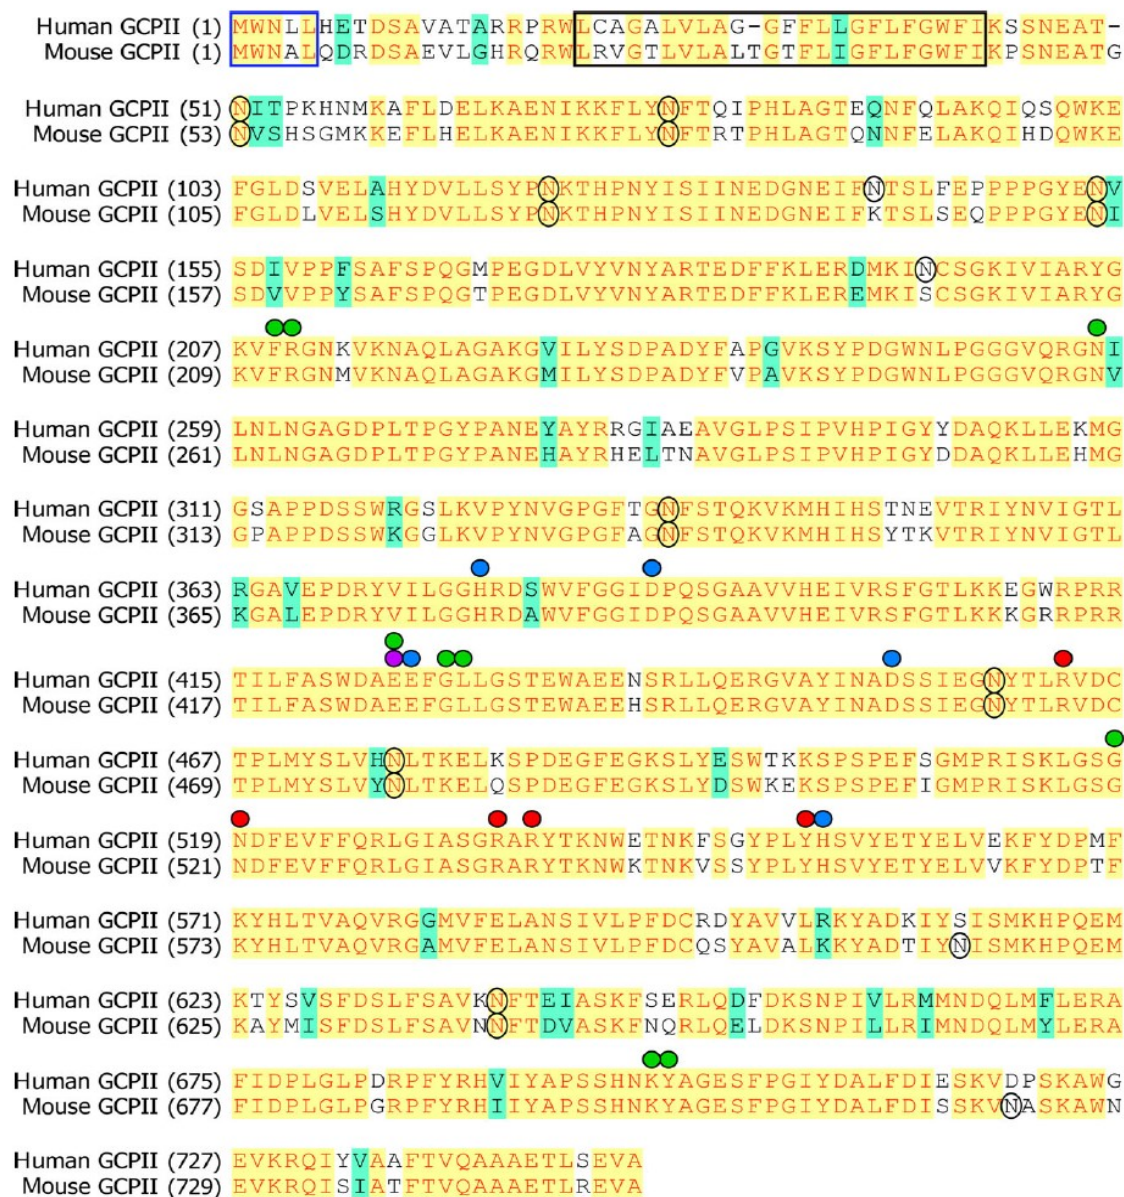 Human GCPII (1) MWNLLHETDSAVATARRPRWLCAGALVLAG-GFFLLGFLFGWFIKSSNEAT-
Mouse GCPII (1) MWNALQDRDSAEVLGHRQRWLRVGTLVLALTGTFLIGFLFGWFIKPSNEATG
Human GCPII (51) NITPKHNMKAFLDELKAENIKKFLYNFTQIPHLAGTEQNFQLAKQIQSQWKE
Mouse GCPII (53) NVSHSGMKKEFLHELKAENIKKFLYNFTRTPHLAGTQNNFELAKQIHDQWKE
Human GCPII (103) FGLDSVELAHYDVLLSYPNKTHPNYISIINEDGNEIFNTSLFEPPPPGYENV
Mouse GCPII (105) FGLDLVELSHYDVLLSYPNKTHPNYISIINEDGNEIFKTSLSEQPPPGYENI
Human GCPII (155) SDIVPPFSAFSPQGMPEGDLVYVNYARTEDFFKLERDMKINCSGKIVIARYG
Mouse GCPII (157) SDVVPPYSAFSPQGTPEGDLVYVNYARTEDFFKLEREMKISCSGKIVIARYG
Human GCPII (207) KVFRGNKVKNAQLAGAKGVILYSDPADYFAPGVKSYPDGWNLPGGGVQRGNI
Mouse GCPII (209) KVFRGNMVKNAQLAGAKGMILYSDPADYFVPAVKSYPDGWNLPGGGVQRGNV
Human GCPII (259) LNLNGAGDPLTPGYPANEYAYRRGIAEAVGLPSIPVHPIGYYDAQKLLEKMG
Mouse GCPII (261) LNLNGAGDPLTPGYPANEHAYRHELTNAVGLPSIPVHPIGYDDAQKLLEHMG
Human GCPII (311) GSAPPDSSWRGSLKVPYNVGPGFTGNFSTQKVKMHIHSTNEVTRIYNVIGTL
Mouse GCPII (313) GPAPPDSSWKGGLKVPYNVGPGFAGNFSTQKVKMHIHSYTKVTRIYNVIGTL
Human GCPII (363) RGAVEPDRYVILGGHRDSWVFGGIDPQSGAAVVHEIVRSFGTLKKEGWRPRR
Mouse GCPII (365) KGALEPDRYVILGGHRDAWVFGGIDPQSGAAVVHEIVRSFGTLKKKGRRPRR
Human GCPII (415) TILFASWDAEEFGLLGSTEWAEENSRLLQERGVAYINADSSIEGNYTLRVDC
Mouse GCPII (417) TILFASWDAEEFGLLGSTEWAEEHSRLLQERGVAYINADSSIEGNYTLRVDC
Human GCPII (467) TPLMYSLVHNLTKELKSPDEGFEGKSLYESWTKKSPSPEFSGMPRISKLGSG
Mouse GCPII (469) TPLMYSLVYNLTKELQSPDEGFEGKSLYDSWKEKSPSPEFIGMPRISKLGSG
Human GCPII (519) NDFEVFFQRLGIASGRARYTKNWETNKFSGYPLYHSVYETYELVEKFYDPMF
Mouse GCPII (521) NDFEVFFQRLGIASGRARYTKNWKTNKVSSYPLYHSVYETYELVVKFYDPTF
Human GCPII (571) KYHLTVAQVRGGMVFELANSIVLPFDCRDYAVVLRKYADKIYSISMKHPQEM
Mouse GCPII (573) KYHLTVAQVRGAMVFELANSIVLPFDCQSYAVALKKYADTIYNISMKHPQEM
Human GCPII (623) KTYSVSFDSLFSAVKNFTEIASKFSERLQDFDKSNPIVLRMMNDQLMFLERA
Mouse GCPII (625) KAYMISFDSLFSAVNNFTDVASKFNQRLQELDKSNPILLRIMNDQLMYLERA
Human GCPII (675) FIDPLGLPDRPFYRHVIYAPSSHNKYAGESFPGIYDALFDIESKVDPSKAWG
Mouse GCPII (677) FIDPLGLPGRPFYRHIIYAPSSHNKYAGESFPGIYDALFDISSKVNASKAWN
Human GCPII (727) EVKRQIYVAAFTVQAAAETLSEVA
Mouse GCPII (729) EVKRQISIATFTVQAAAETLREVA